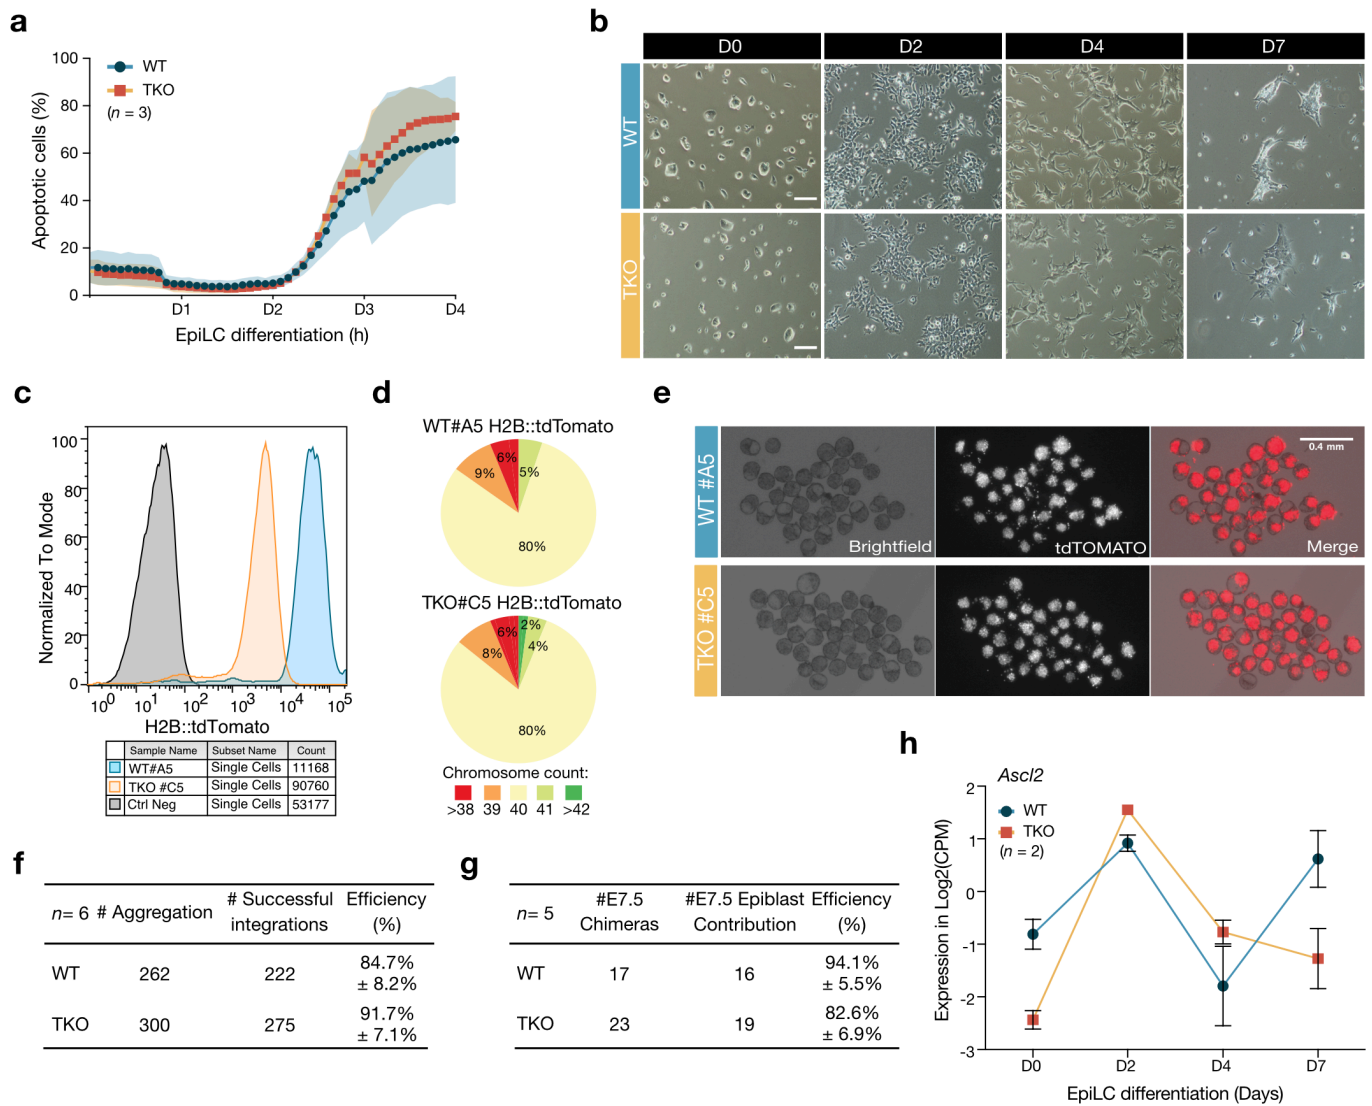 a
100
80
60
40
20
0
Apoptotic cells (%)
WT
TKO
(n = 3)
D1
D2
D3
D4
EpiLC differentiation (h)
b
D0
D2
D4
D7
WT
TKO
c
100
80
60
40
20
0
Normalized To Mode
10^0
10^1
10^2
10^3
10^4
10^5
H2B::tdTomato
Sample Name
Subset Name
Count
WT#A5
Single Cells
11168
TKO #C5
Single Cells
90760
Ctrl Neg
Single Cells
53177
d
WT#A5 H2B::tdTomato
6%
5%
9%
80%
TKO#C5 H2B::tdTomato
6%
2%
4%
8%
80%
Chromosome count:
>38
39
40
41
>42
e
WT #A5
Brightfield
tdTOMATO
0.4 mm
Merge
TKO #C5
f
n= 6
# Aggregation
# Successful
integrations
Efficiency
(%)
WT
262
222
84.7%
± 8.2%
TKO
300
275
91.7%
± 7.1%
g
n= 5
#E7.5
Chimeras
#E7.5 Epiblast
Contribution
Efficiency
(%)
WT
17
16
94.1%
± 5.5%
TKO
23
19
82.6%
± 6.9%
h
Ascl2
WT
TKO
(n = 2)
2
1
0
-1
-2
-3
Expression in Log2(CPM)
D0
D2
D4
D7
EpiLC differentiation (Days)